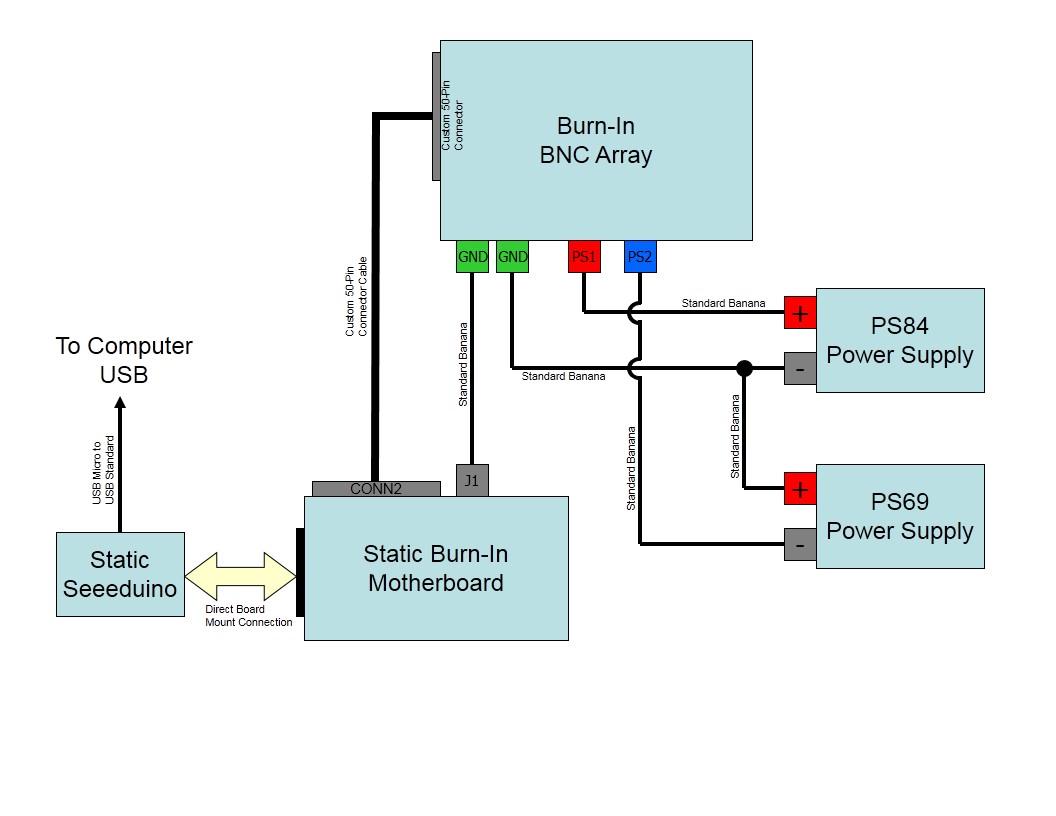 Custom 50-Pin
Connector
Burn-In
BNC Array
GND
GND
PS1
PS2
Custom 50-Pin
Connector Cable
Standard Banana
Standard Banana
+
PS84
Power Supply
-
Standard Banana
Standard Banana
Standard Banana
To Computer
USB
USB Micro to
USB Standard
CONN2
J1
+
PS69
Power Supply
-
Static
Seeeduino
Direct Board
Mount Connection
Static Burn-In
Motherboard